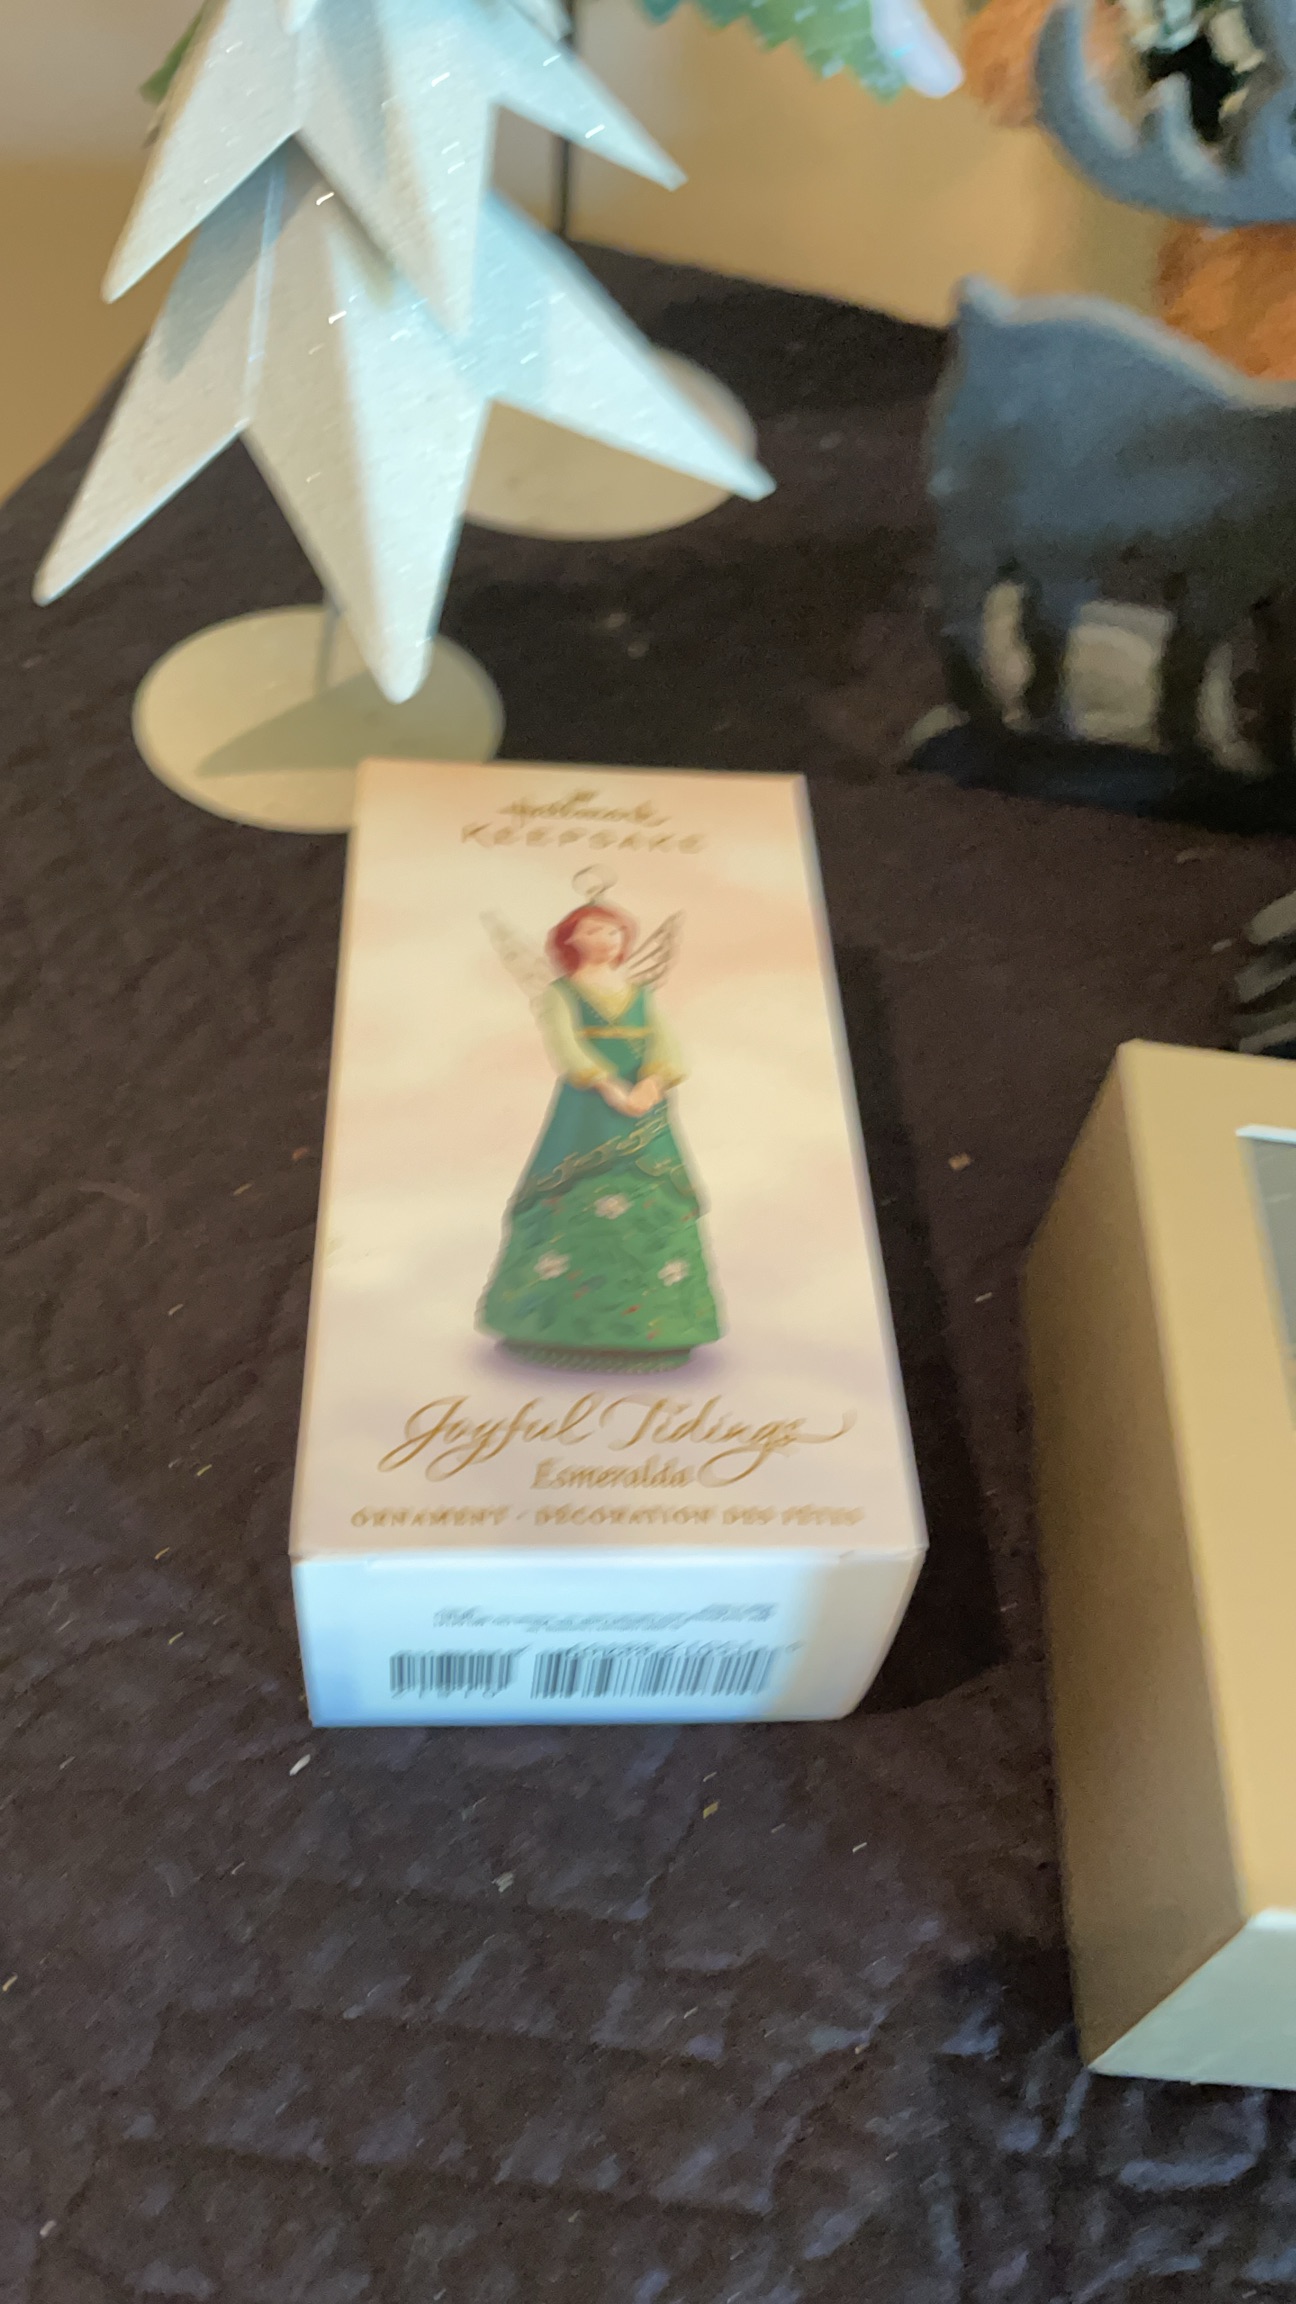 Hallmark
KEEPSAKE
Joyful Tidings
Esmeralda
ORNAMENT · DÉCORATION DES FÊTES